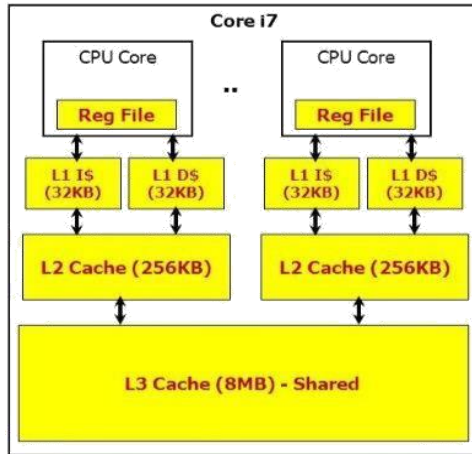 Core i7
CPU Core
Reg File
..
CPU Core
Reg File
L1 I$
(32KB)
L1 D$
(32KB)
L1 I$
(32KB)
L1 D$
(32KB)
L2 Cache (256KB)
L2 Cache (256KB)
L3 Cache (8MB) - Shared